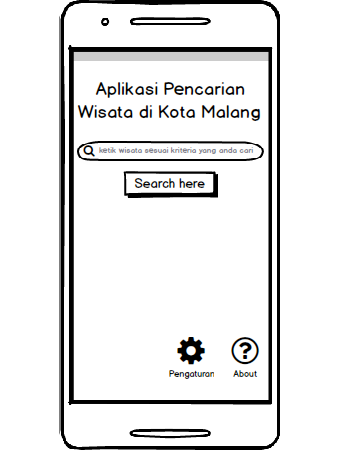 Aplikasi Pencarian
Wisata di Kota Malang
ketik wisata sesuai kriteria yang anda cari
Search here
Pengaturan
About